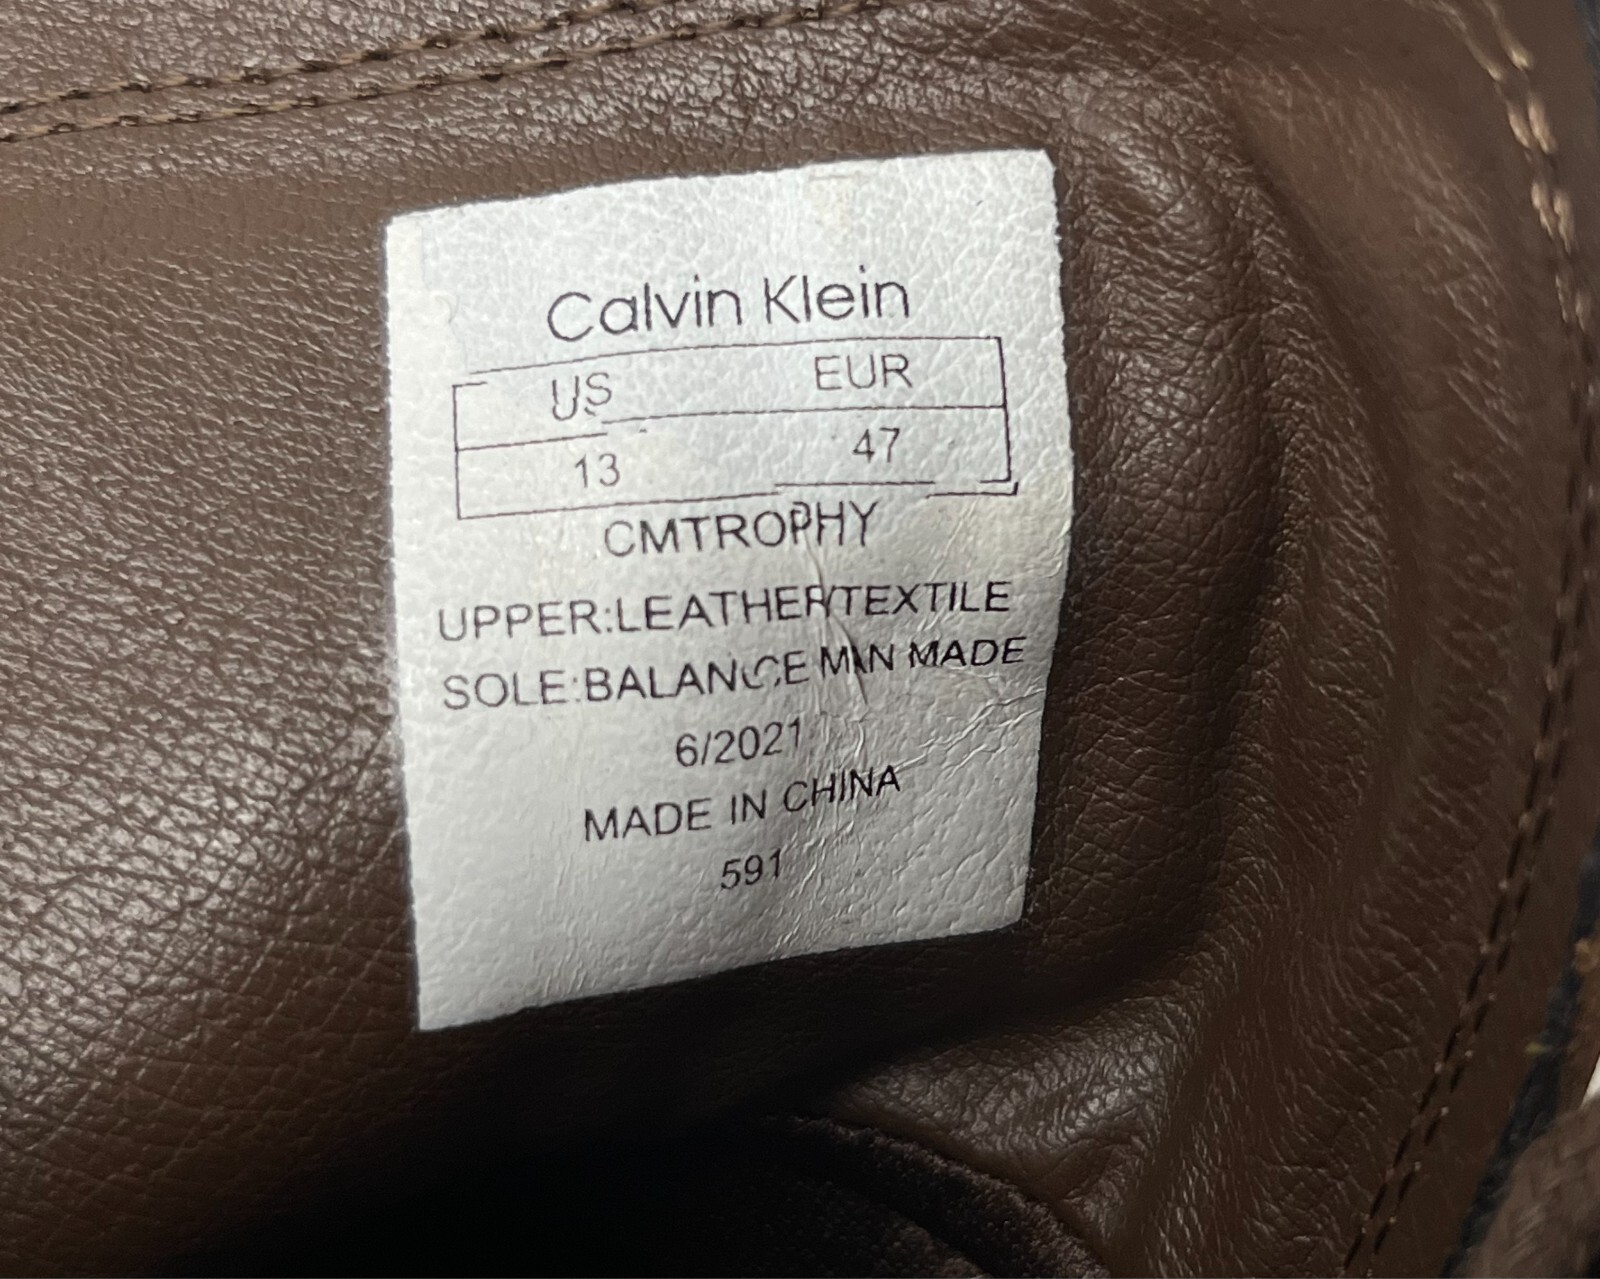 Calvin Klein
US EUR
13 47
CMTROPHY
UPPER:LEATHER/TEXTILE
SOLE:BALANCE MAN MADE
6/2021
MADE IN CHINA
591